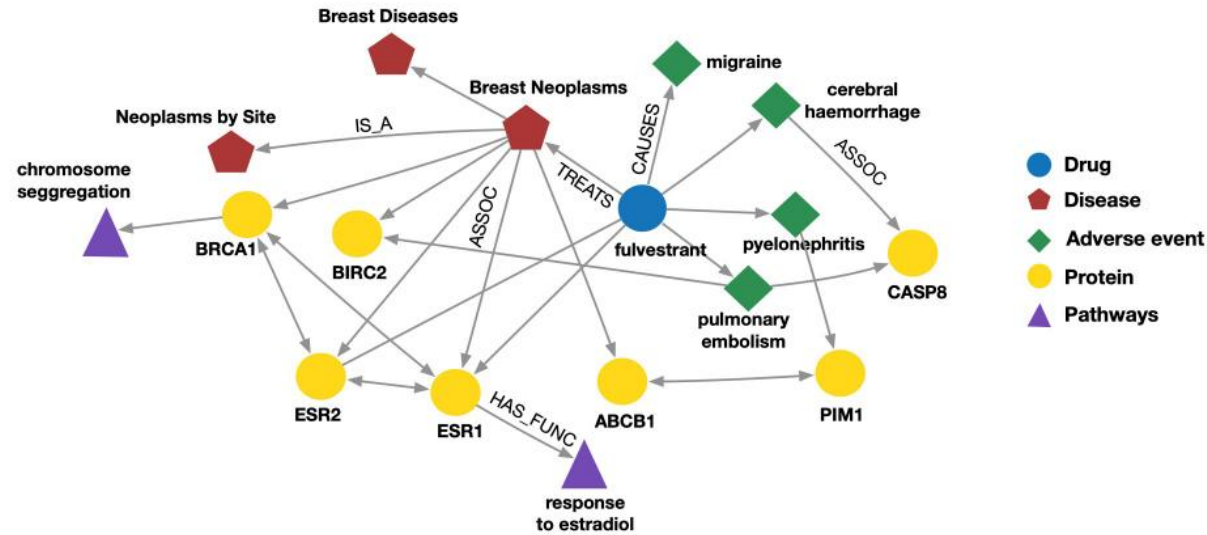 Breast Diseases
Breast Neoplasms
migraine
cerebral
haemorrhage
Neoplasms by Site
IS_A
CAUSES
ASSOC
chromosome
seggregation
TREATS
ASSOC
BRCA1
BIRC2
fulvestrant
pyelonephritis
CASP8
pulmonary
embolism
ESR2
ESR1
HAS_FUNC
ABCB1
PIM1
response
to estradiol
Drug
Disease
Adverse event
Protein
Pathways